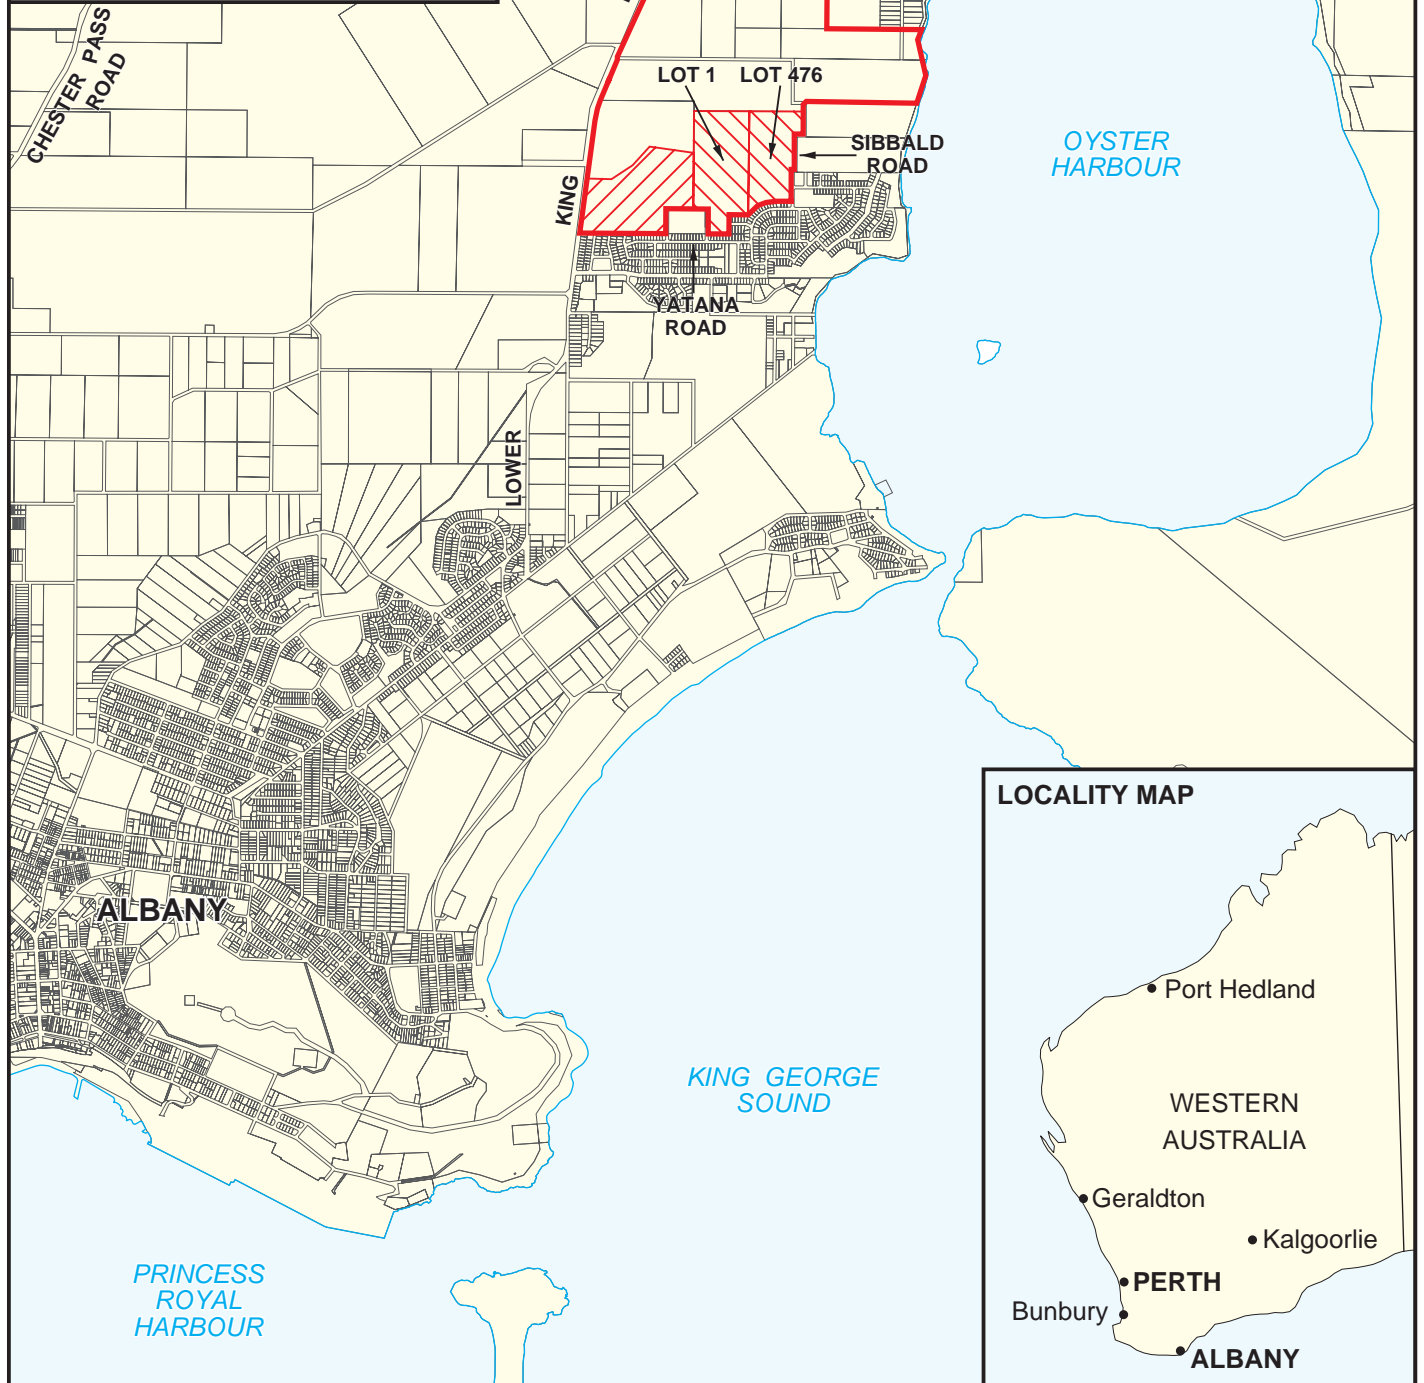 CHESTER PASS
ROAD
LOT 1
LOT 476
SIBBALD
ROAD
OYSTER
HARBOUR
KING
YATANA
ROAD
LOWER
ALBANY
KING GEORGE
SOUND
PRINCESS
ROYAL
HARBOUR
LOCALITY MAP
Port Hedland
WESTERN
AUSTRALIA
Geraldton
Kalgoorlie
PERTH
Bunbury
ALBANY